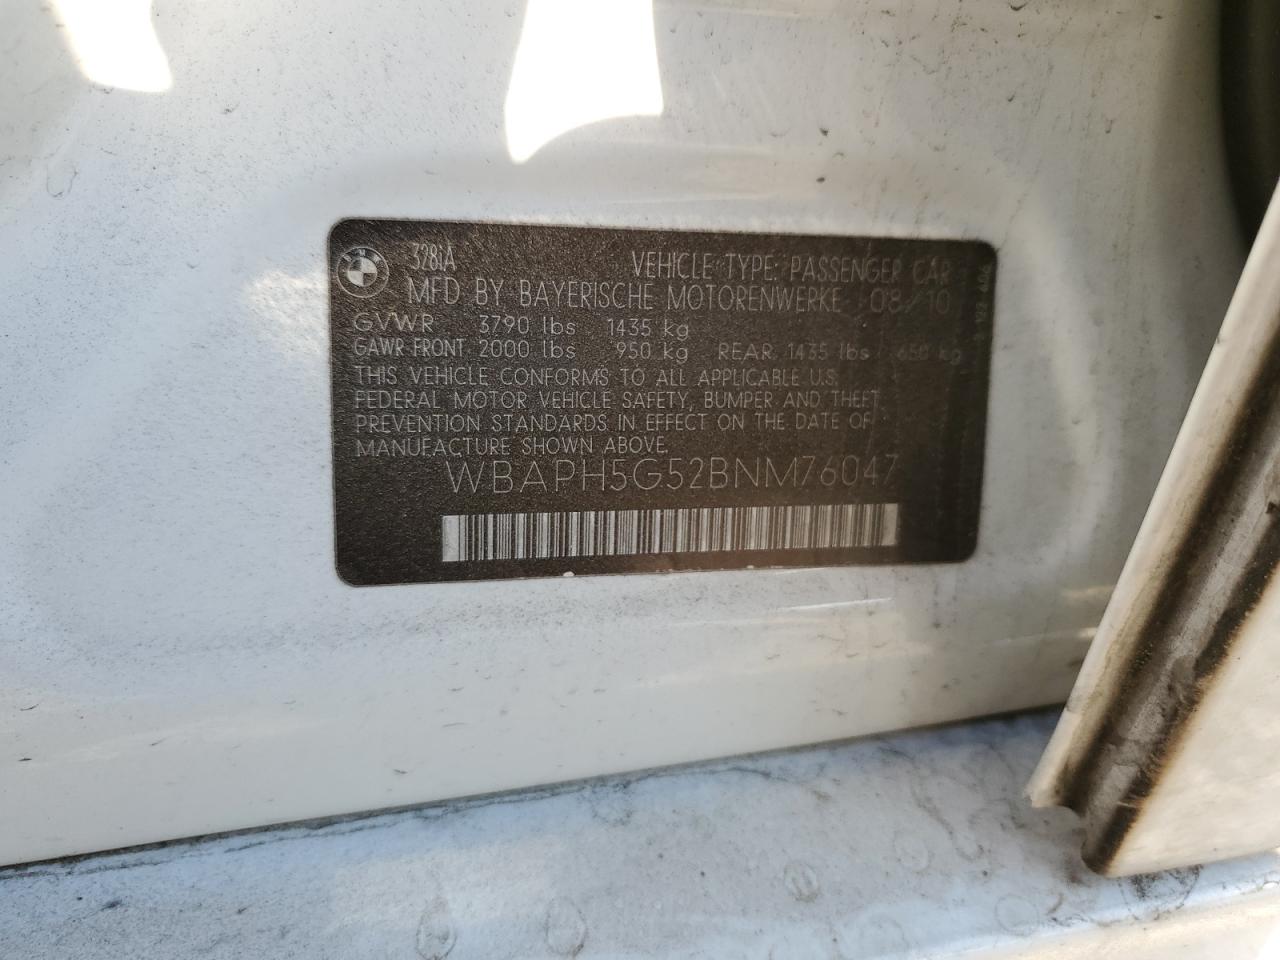 328iA VEHICLE TYPE: PASSENGER CAR
MFD BY BAYERISCHE MOTORENWERKE 08/10
GVWR 3790 lbs 1435 kg
GAWR FRONT 2000 lbs 950 kg REAR 1435 lbs 650 kg
THIS VEHICLE CONFORMS TO ALL APPLICABLE U.S.
FEDERAL MOTOR VEHICLE SAFETY, BUMPER AND THEFT
PREVENTION STANDARDS IN EFFECT ON THE DATE OF
MANUFACTURE SHOWN ABOVE.
WBAPH5G52BNM76047